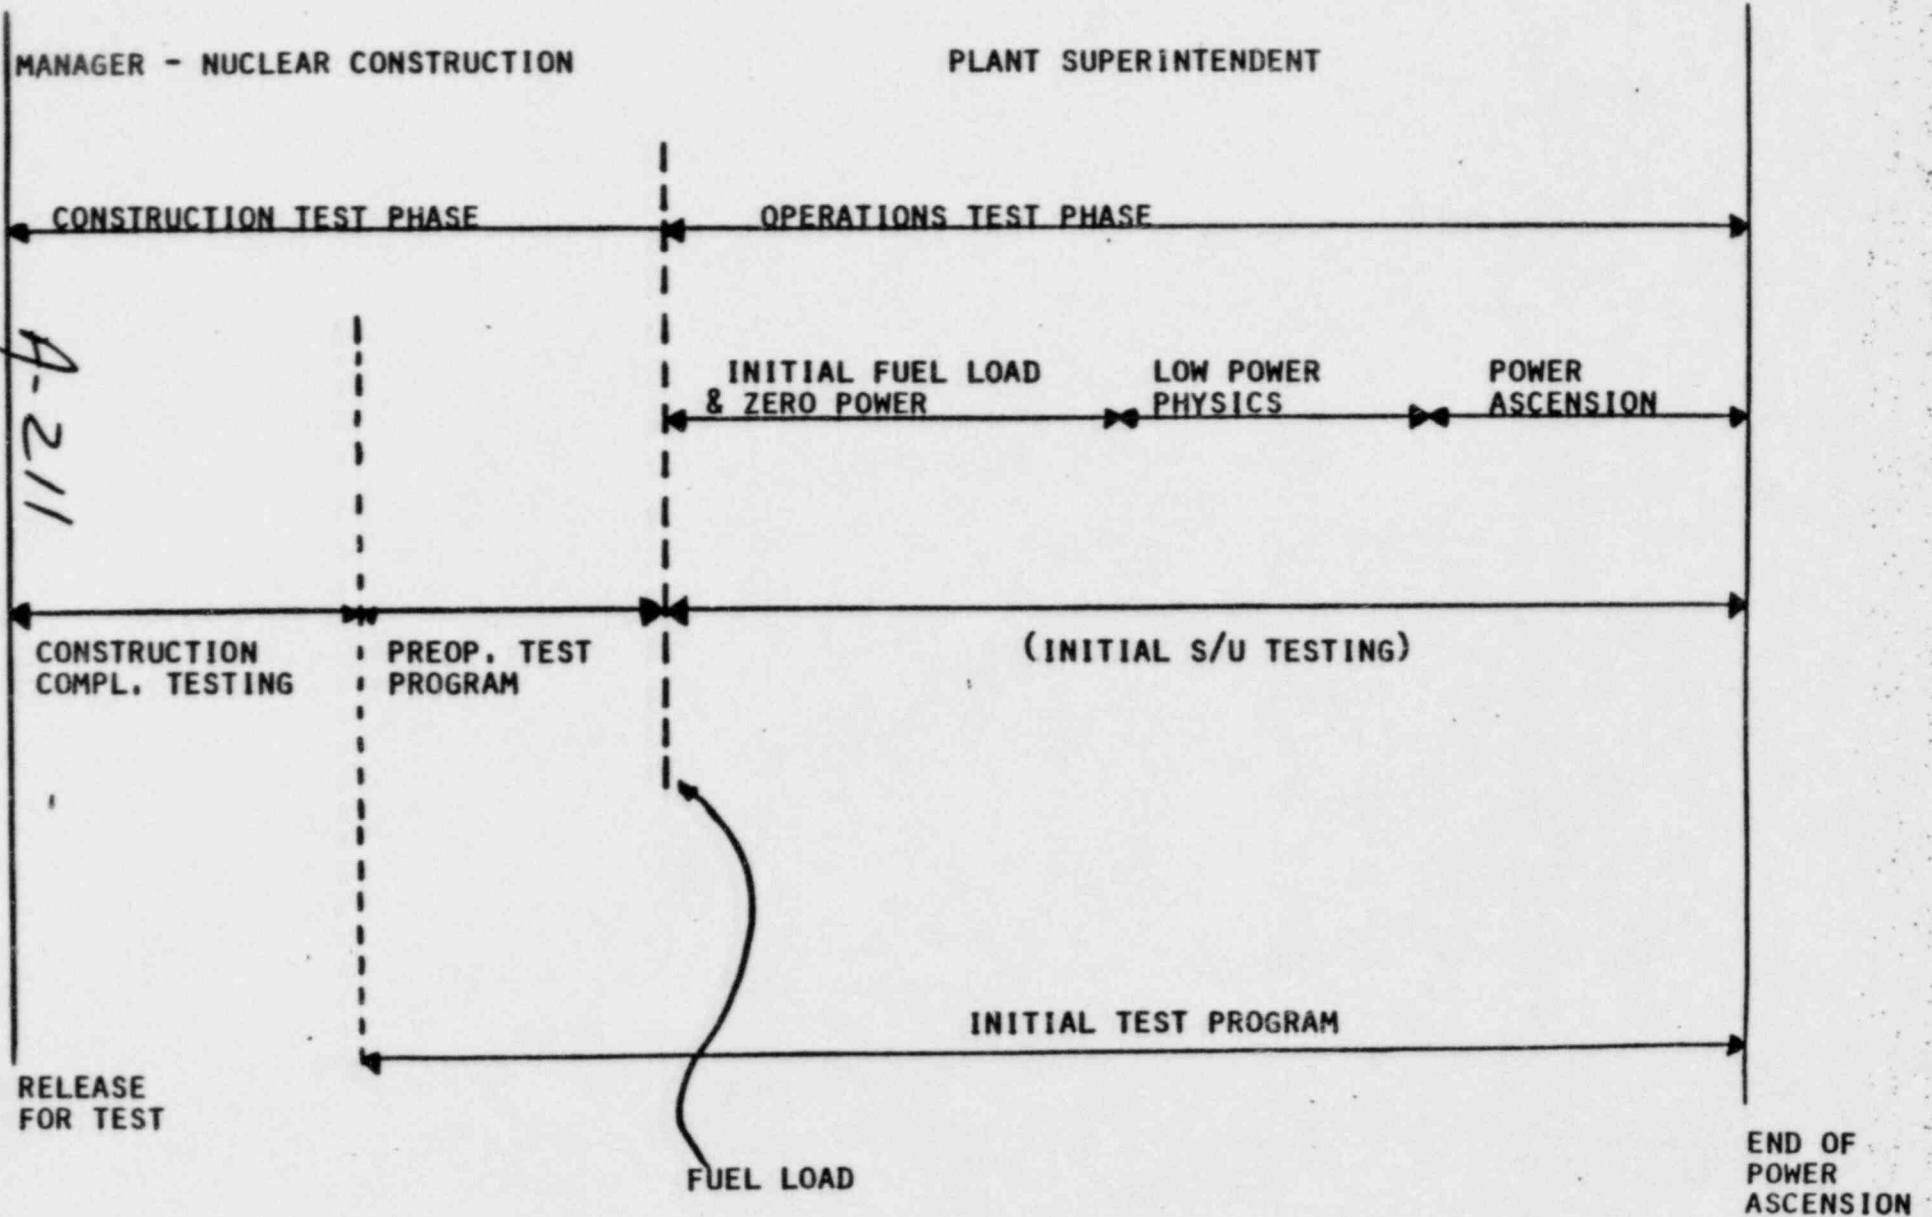 MANAGER - NUCLEAR CONSTRUCTION
PLANT SUPERINTENDENT
CONSTRUCTION TEST PHASE
OPERATIONS TEST PHASE
A-211
INITIAL FUEL LOAD
& ZERO POWER
LOW POWER
PHYSICS
POWER
ASCENSION
CONSTRUCTION
COMPL. TESTING
PREOP. TEST
PROGRAM
(INITIAL S/U TESTING)
INITIAL TEST PROGRAM
RELEASE
FOR TEST
FUEL LOAD
END OF
POWER
ASCENSION